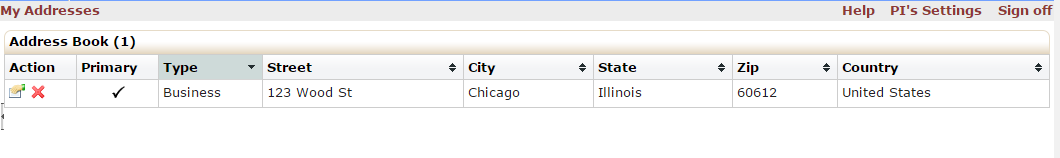 My Addresses Help PI's Settings Sign off
Address Book (1)
Action Primary Type Street City State Zip Country
Business 123 Wood St Chicago Illinois 60612 United States